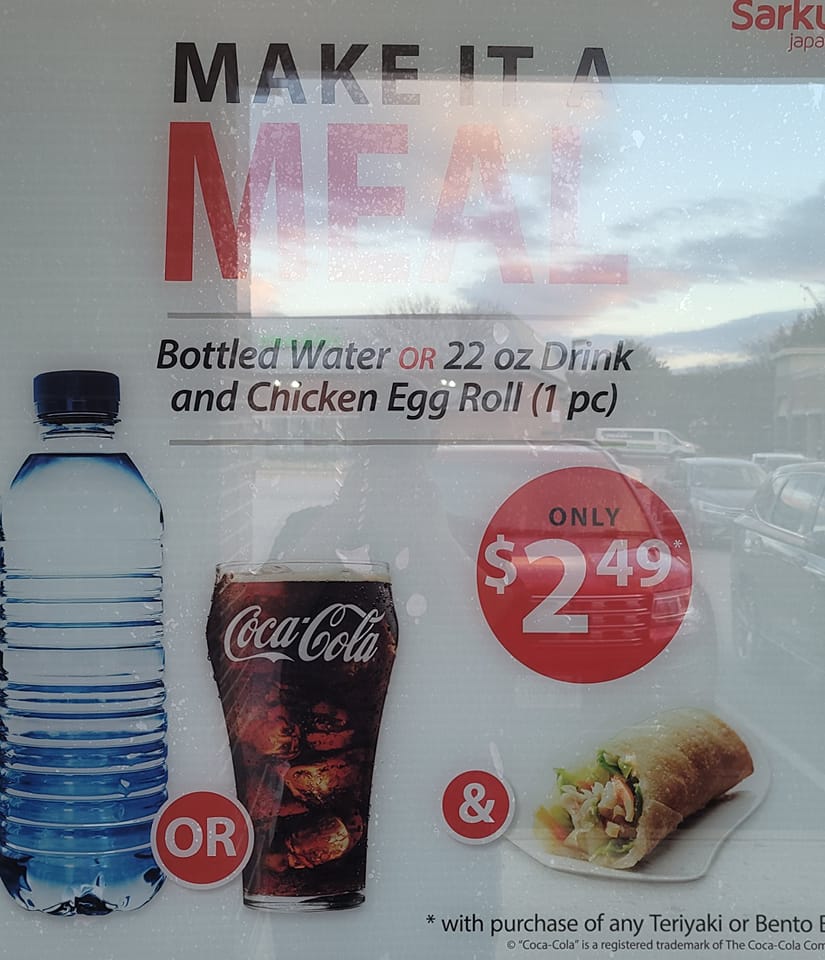 Sarku
japa
MAKE IT A
MEAL
Bottled Water OR 22 oz Drink
and Chicken Egg Roll (1 pc)
ONLY
$2 49*
Coca-Cola
OR
&
* with purchase of any Teriyaki or Bento B
© "Coca-Cola" is a registered trademark of The Coca-Cola Com